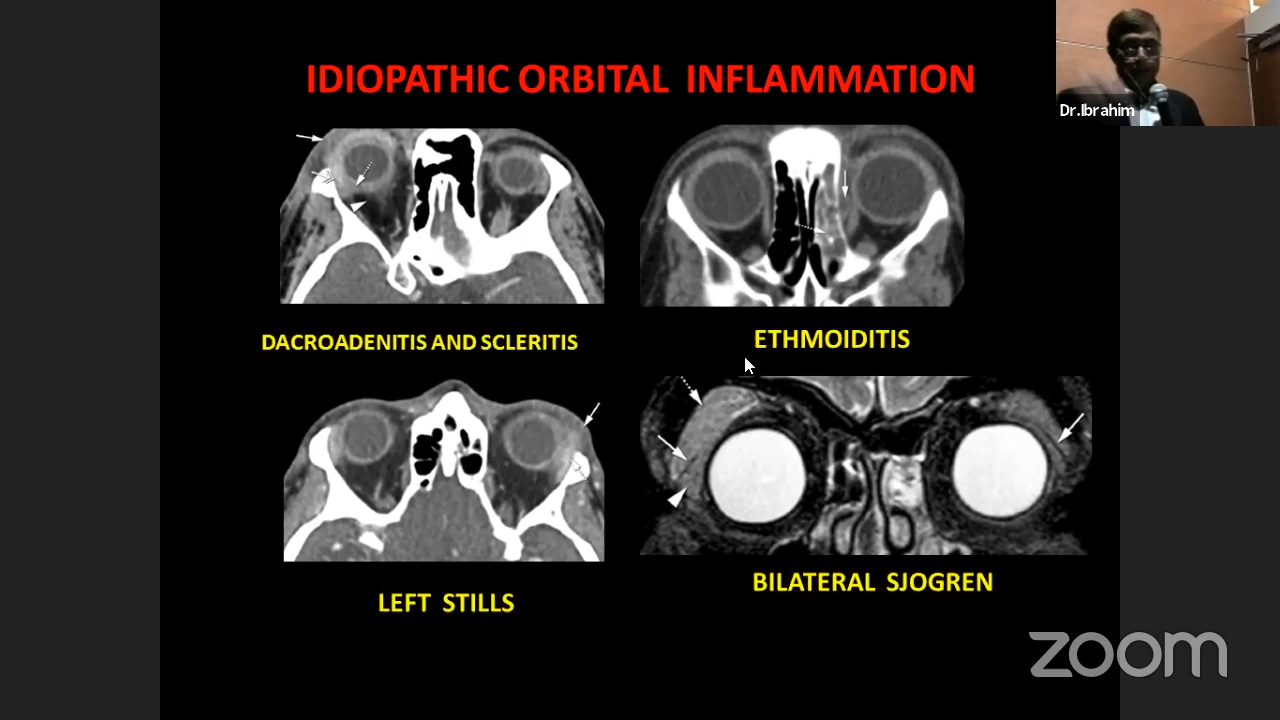 IDIOPATHIC ORBITAL INFLAMMATION
Dr.Ibrahim
DACROADENITIS AND SCLERITIS
ETHMOIDITIS
LEFT STILLS
BILATERAL SJOGREN
zoom